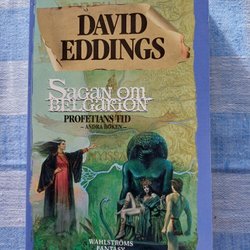 DAVID
EDDINGS
SAGAN OM
BELGARION
PROFETIANS TID
– ANDRA BOKEN –
WAHLSTRÖMS
FANTASY